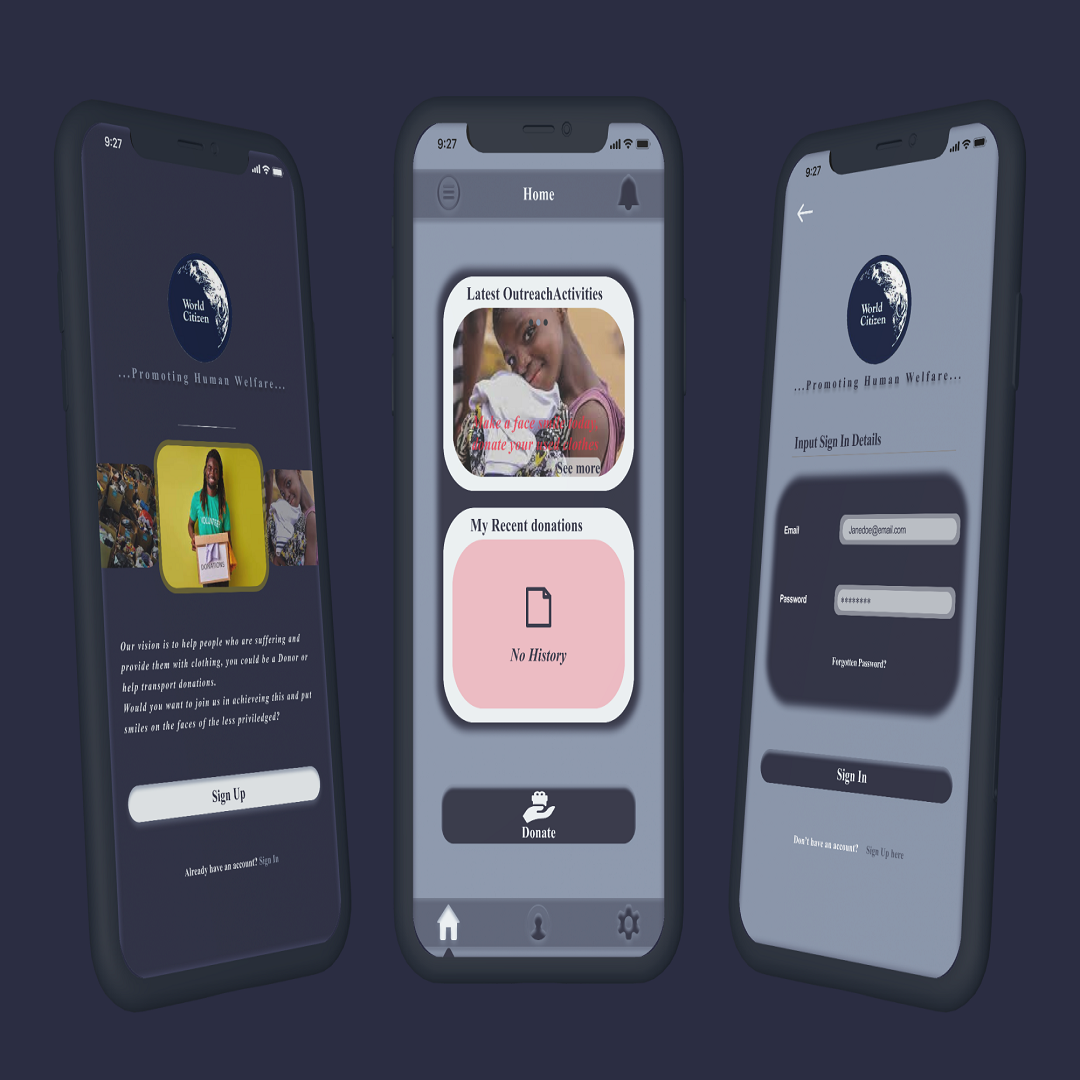 9:27
World
Citizen
...Promoting Human Welfare...
VOLUNTEER
DONATIONS
Our vision is to help people who are suffering and
provide them with clothing, you could be a Donor or
help transport donations.
Would you want to join us in achieveing this and put
smiles on the faces of the less priviledged?
Sign Up
Already have an account? Sign In
9:27
Home
Latest OutreachActivities
Make a face smile today,
donate your used clothes
See more
My Recent donations
No History
Donate
9:27
World
Citizen
...Promoting Human Welfare...
Input Sign In Details
Email
Janedoe@email.com
Password
********
Forgotten Password?
Sign In
Don't have an account? Sign Up here